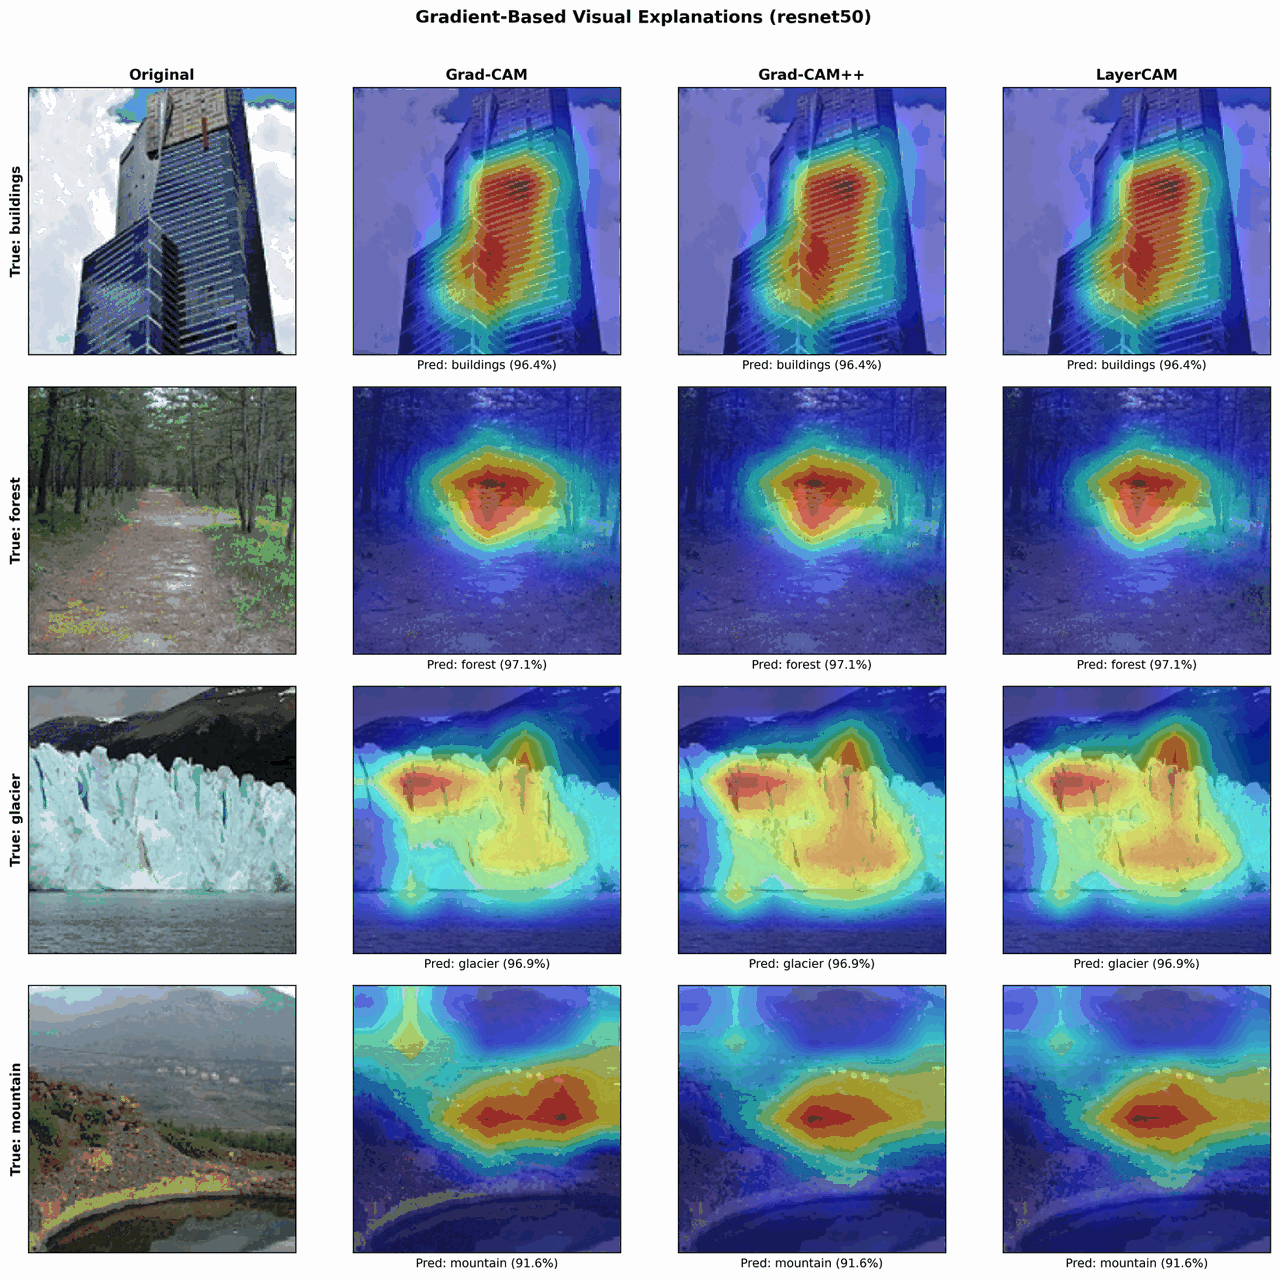 Gradient-Based Visual Explanations (resnet50)
Original Grad-CAM Grad-CAM++ LayerCAM
True: buildings
Pred: buildings (96.4%) Pred: buildings (96.4%) Pred: buildings (96.4%)
True: forest
Pred: forest (97.1%) Pred: forest (97.1%) Pred: forest (97.1%)
True: glacier
Pred: glacier (96.9%) Pred: glacier (96.9%) Pred: glacier (96.9%)
True: mountain
Pred: mountain (91.6%) Pred: mountain (91.6%) Pred: mountain (91.6%)